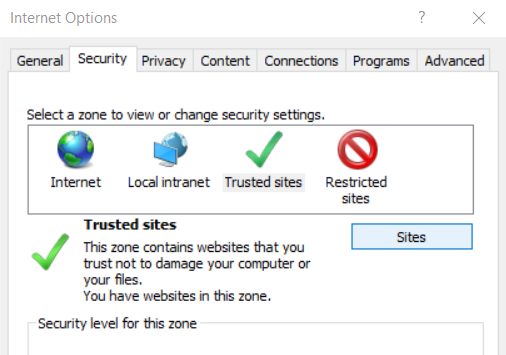 Internet Options ?
General Security Privacy Content Connections Programs Advanced
Select a zone to view or change security settings.
Internet Local intranet Trusted sites Restricted
sites
Trusted sites
Sites
This zone contains websites that you
trust not to damage your computer or
your files.
You have websites in this zone.
Security level for this zone